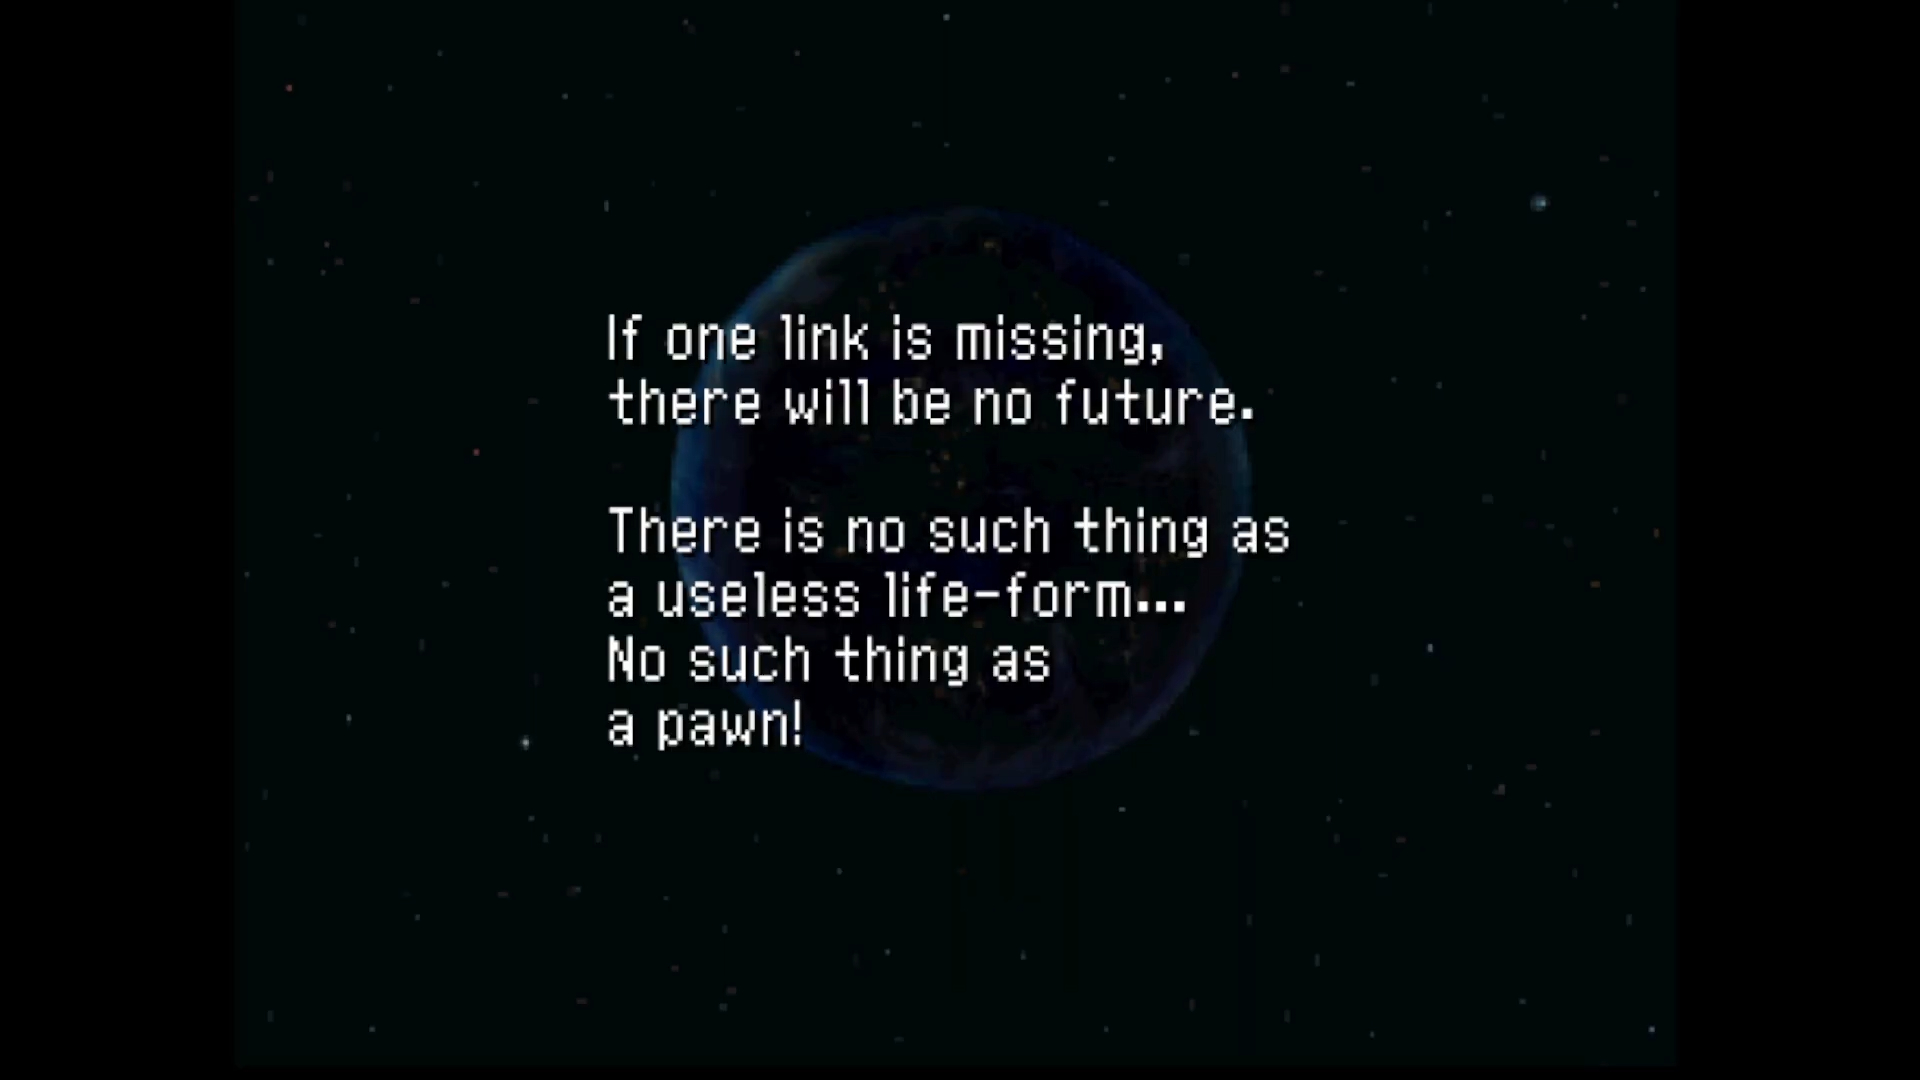 If one link is missing,
there will be no future.
There is no such thing as
a useless life-form...
No such thing as
a pawn!